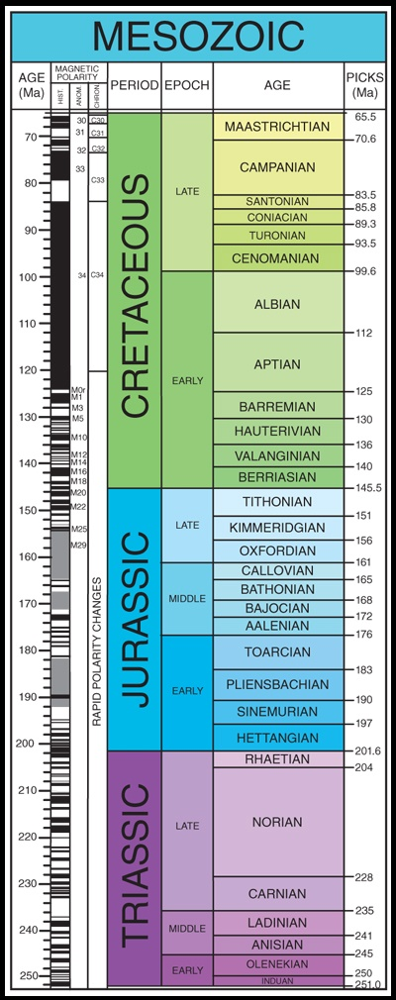 MESOZOIC
AGE
(Ma)
MAGNETIC
POLARITY
HIST.
ANOM.
CHRON.
PERIOD
EPOCH
AGE
PICKS
(Ma)
70
80
90
100
110
120
130
140
150
160
170
180
190
200
210
220
230
240
250
30
31
32
33
34
M0r
M1
M3
M5
M10
M12
M14
M16
M18
M20
M22
M25
M29
C30
C31
C32
C33
C34
RAPID POLARITY CHANGES
CRETACEOUS
JURASSIC
TRIASSIC
LATE
EARLY
LATE
MIDDLE
EARLY
LATE
MIDDLE
EARLY
MAASTRICHTIAN
CAMPANIAN
SANTONIAN
CONIACIAN
TURONIAN
CENOMANIAN
ALBIAN
APTIAN
BARREMIAN
HAUTERIVIAN
VALANGINIAN
BERRIASIAN
TITHONIAN
KIMMERIDGIAN
OXFORDIAN
CALLOVIAN
BATHONIAN
BAJOCIAN
AALENIAN
TOARCIAN
PLIENSBACHIAN
SINEMURIAN
HETTANGIAN
RHAETIAN
NORIAN
CARNIAN
LADINIAN
ANISIAN
OLENEKIAN
INDUAN
65.5
70.6
83.5
85.8
89.3
93.5
99.6
112
125
130
136
140
145.5
151
156
161
165
168
172
176
183
190
197
201.6
204
228
235
241
245
250
251.0